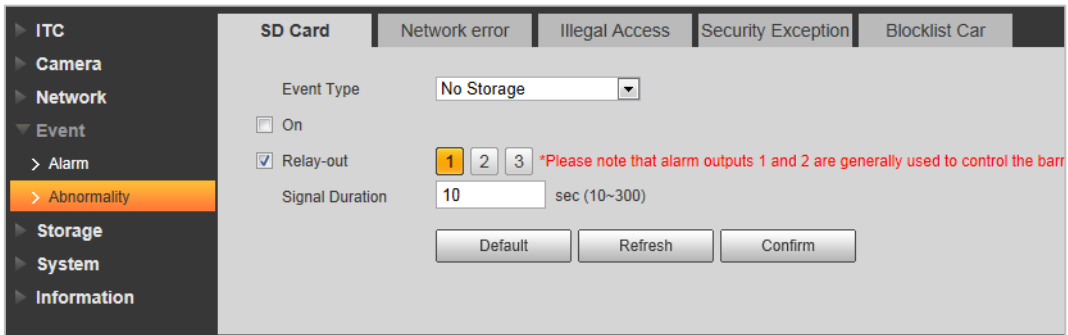 ITC
Camera
Network
Event
Alarm
Abnormality
Storage
System
Information
SD Card Network error Illegal Access Security Exception Blocklist Car
Event Type No Storage
On
Relay-out 1 2 3 *Please note that alarm outputs 1 and 2 are generally used to control the barr
Signal Duration 10 sec (10~300)
Default Refresh Confirm